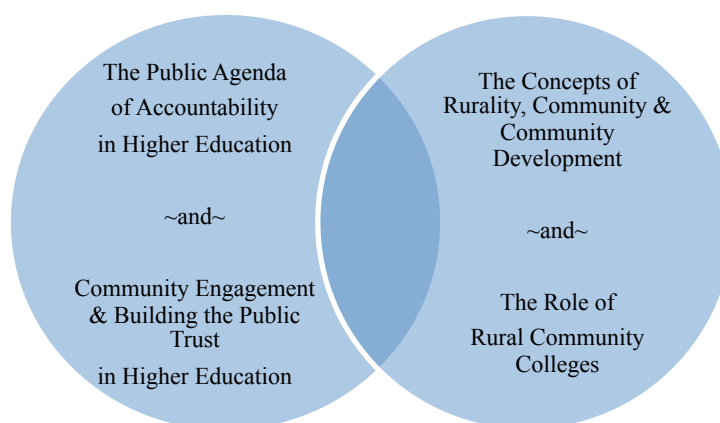 The Public Agenda
of Accountability
in Higher Education
~and~
Community Engagement
& Building the Public
Trust
in Higher Education
The Concepts of
Rurality, Community &
Community
Development
~and~
The Role of
Rural Community
Colleges